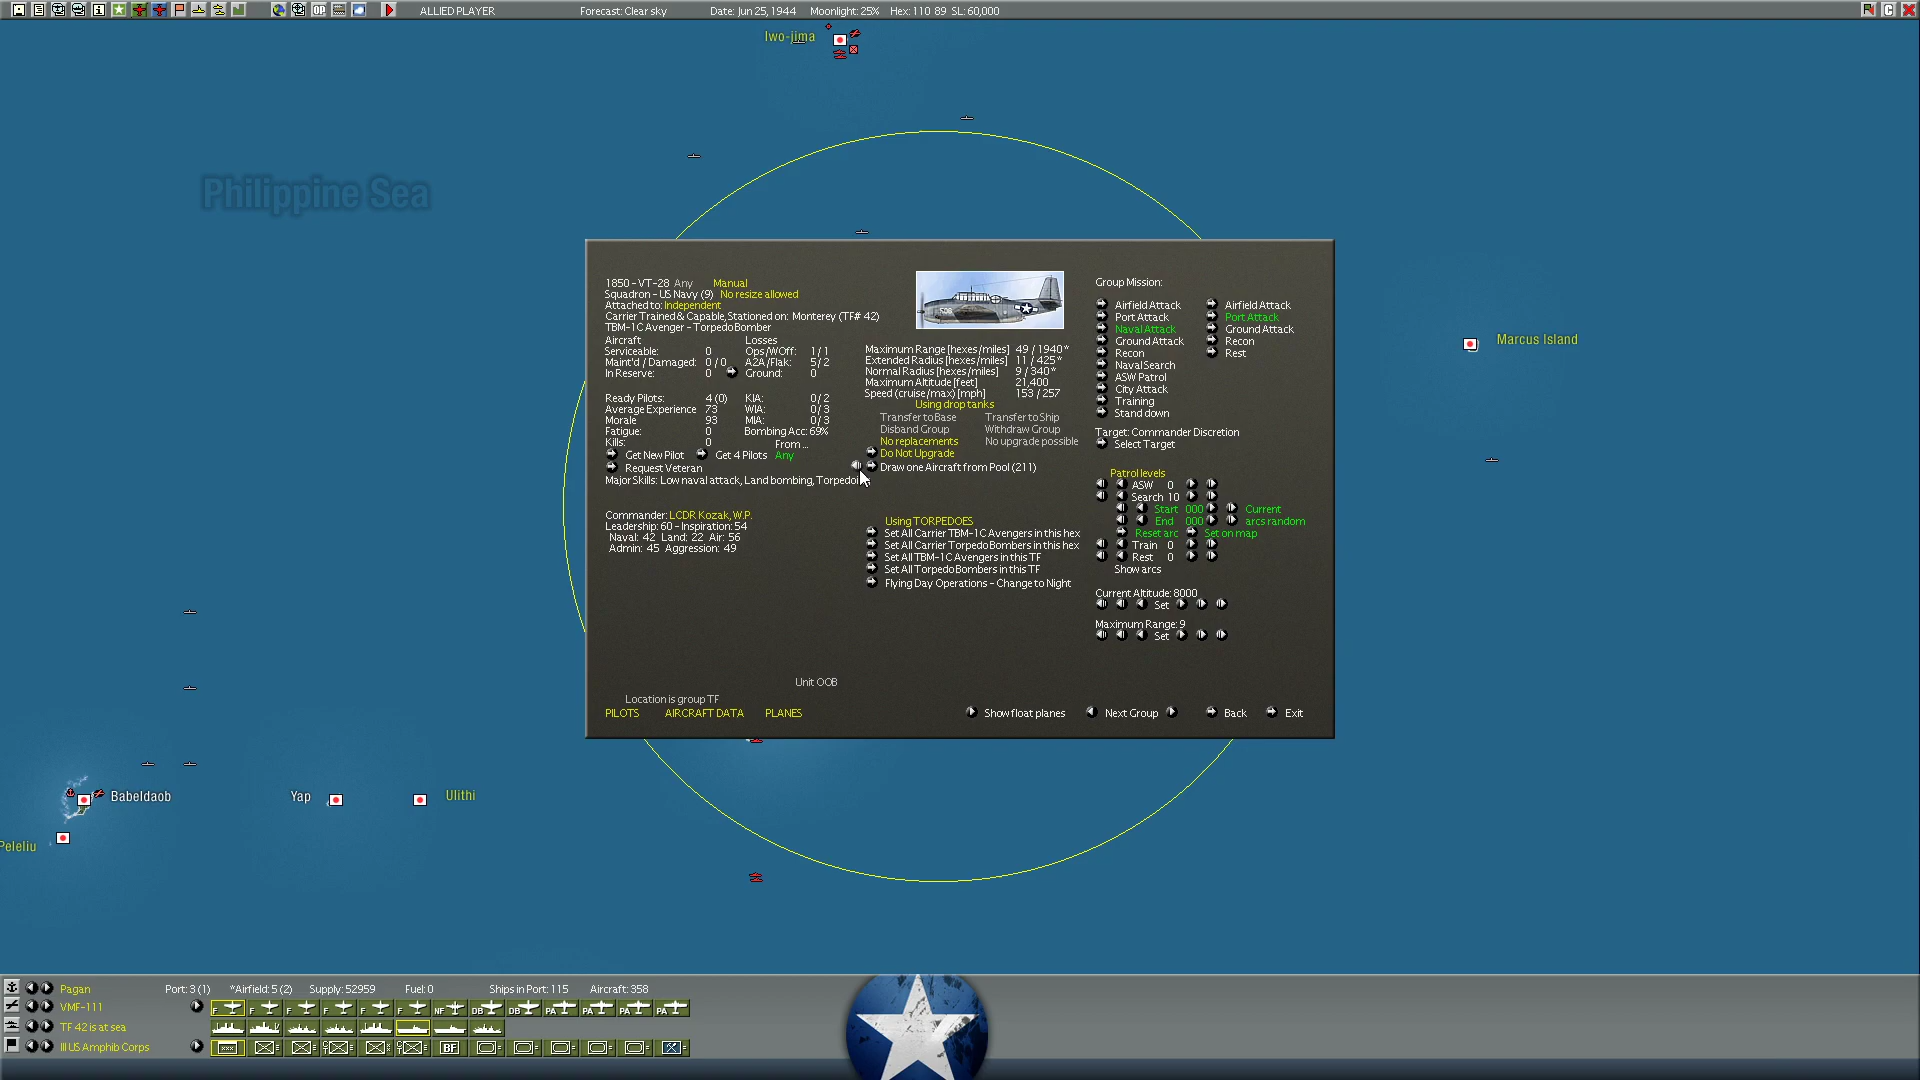 ALLIED PLAYER Forecast: Clear sky Date: Jun 25, 1944 Moonlight: 25% Hex: 110 89 SL: 60,000
Iwo-jima
Philippine Sea
Marcus Island
1850 - VT-28 Any Manual
Squadron - US Navy (9) No resize allowed
Attached to: Independent
Carrier Trained & Capable, Stationed on: Monterey (TF# 42)
TBM-1C Avenger - Torpedo Bomber
Aircraft Losses
Serviceable: 0 Ops/WOff: 1 / 1
Maint'd / Damaged: 0 / 0 A2A/Flak: 5 / 2
In Reserve: 0 Ground: 0
Ready Pilots: 4 (0) KIA: 0 / 2
Average Experience 73 WIA: 0 / 3
Morale 93 MIA: 0 / 3
Fatigue: 0 Bombing Acc: 69%
Kills: 0 From ...
Get New Pilot Get 4 Pilots Any
Request Veteran
Major Skills: Low naval attack, Land bombing,
Commander: LCDR Kozak, W.P.
Leadership: 60 - Inspiration: 54
Naval: 42 Land: 22 Air: 56
Admin: 45 Aggression: 49
Maximum Range [hexes/miles] 49 / 1940*
Extended Radius [hexes/miles] 11 / 425*
Normal Radius [hexes/miles] 9 / 340*
Maximum Altitude [feet] 21,400
Speed (cruise/max) [mph] 153 / 257
Using drop tanks
Transfer to Base Transfer to Ship
Disband Group Withdraw Group
No replacements No upgrade possible
Do Not Upgrade
Draw one Aircraft from Pool (211)
Using TORPEDOES
Set All Carrier TBM-1C Avengers in this hex
Set All Carrier Torpedo Bombers in this hex
Set All TBM-1C Avengers in this TF
Set All Torpedo Bombers in this TF
Flying Day Operations - Change to Night
Group Mission:
Airfield Attack Airfield Attack
Port Attack Port Attack
Naval Attack Ground Attack
Ground Attack Recon
Recon Rest
Naval Search
ASW Patrol
City Attack
Training
Stand down
Target: Commander Discretion
Select Target
Patrol levels
ASW 0
Search 10
Start 000 Current
End 000 arcs random
Reset arc Set on map
Train 0
Rest 0
Show arcs
Current Altitude: 8000
Set
Maximum Range: 9
Set
Unit OOB
Location is group TF
PILOTS AIRCRAFT DATA PLANES Show float planes Next Group Back Exit
Babeldaob
Yap
Ulithi
Peleliu
Pagan Port: 3 (1) *Airfield: 5 (2) Supply: 52959 Fuel: 0 Ships in Port: 115 Aircraft: 358
VMF-111 F F F F F F NF DB DB PA PA PA PA
TF 42 is at sea
III US Amphib Corps BF